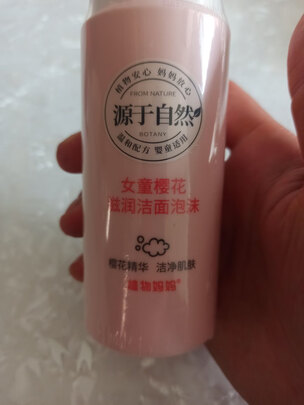 植物安心 妈妈放心
FROM NATURE
源于自然
BOTANY
温和配方 婴童适用
女童樱花
滋润洁面泡沫
樱花精华 洁净肌肤
植物妈妈®